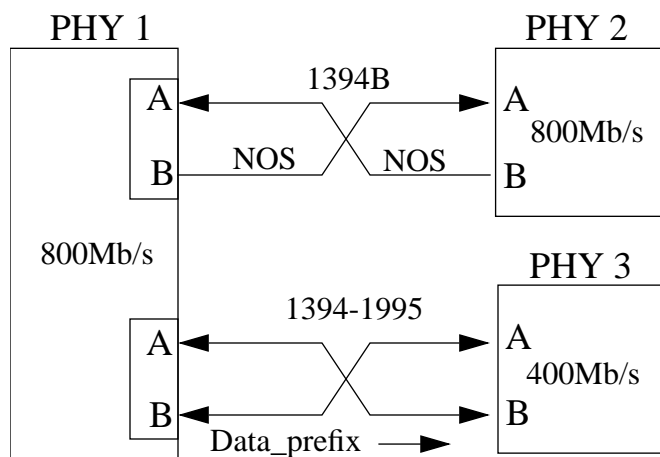 PHY 1
PHY 2
1394B
A
A
800Mb/s
B
NOS
NOS
B
800Mb/s
PHY 3
1394-1995
A
A
400Mb/s
B
B
Data_prefix